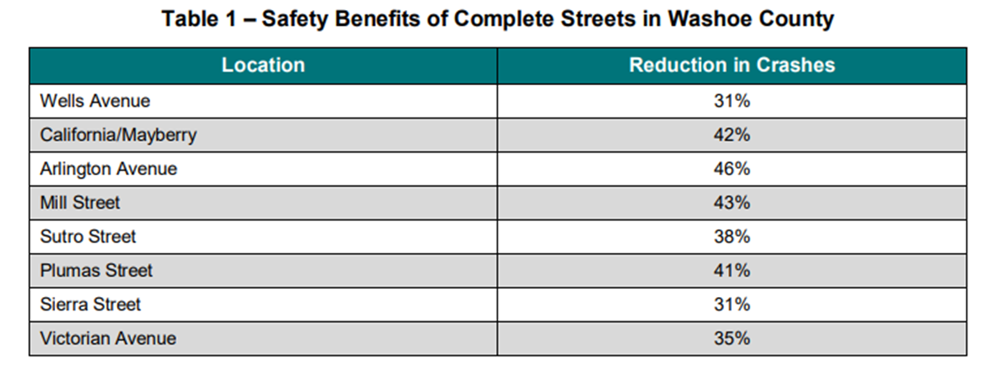 Table 1 – Safety Benefits of Complete Streets in Washoe County
Location Reduction in Crashes
Wells Avenue 31%
California/Mayberry 42%
Arlington Avenue 46%
Mill Street 43%
Sutro Street 38%
Plumas Street 41%
Sierra Street 31%
Victorian Avenue 35%